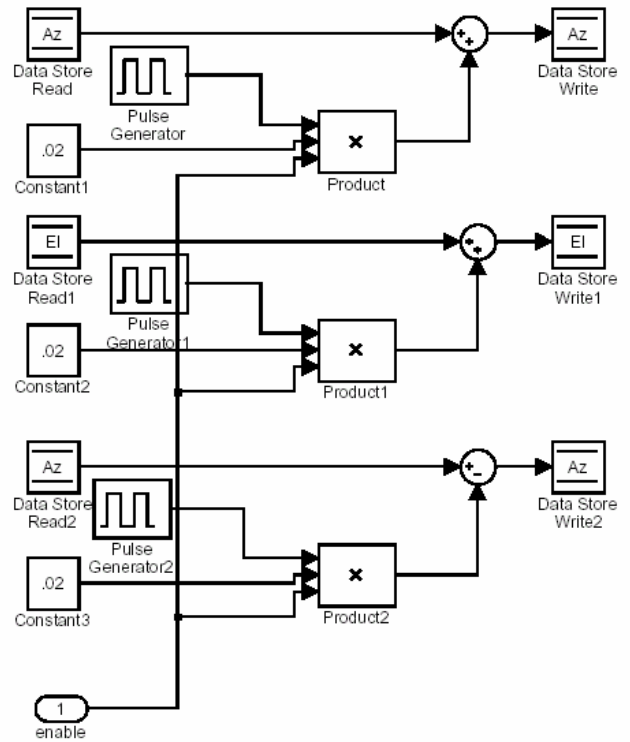 Az
Data Store
Read
Pulse
Generator
.02
Constant1
×
Product
++
Az
Data Store
Write
El
Data Store
Read1
Pulse
Generator1
.02
Constant2
×
Product1
++
El
Data Store
Write1
Az
Data Store
Read2
Pulse
Generator2
.02
Constant3
×
Product2
+-
Az
Data Store
Write2
1
enable